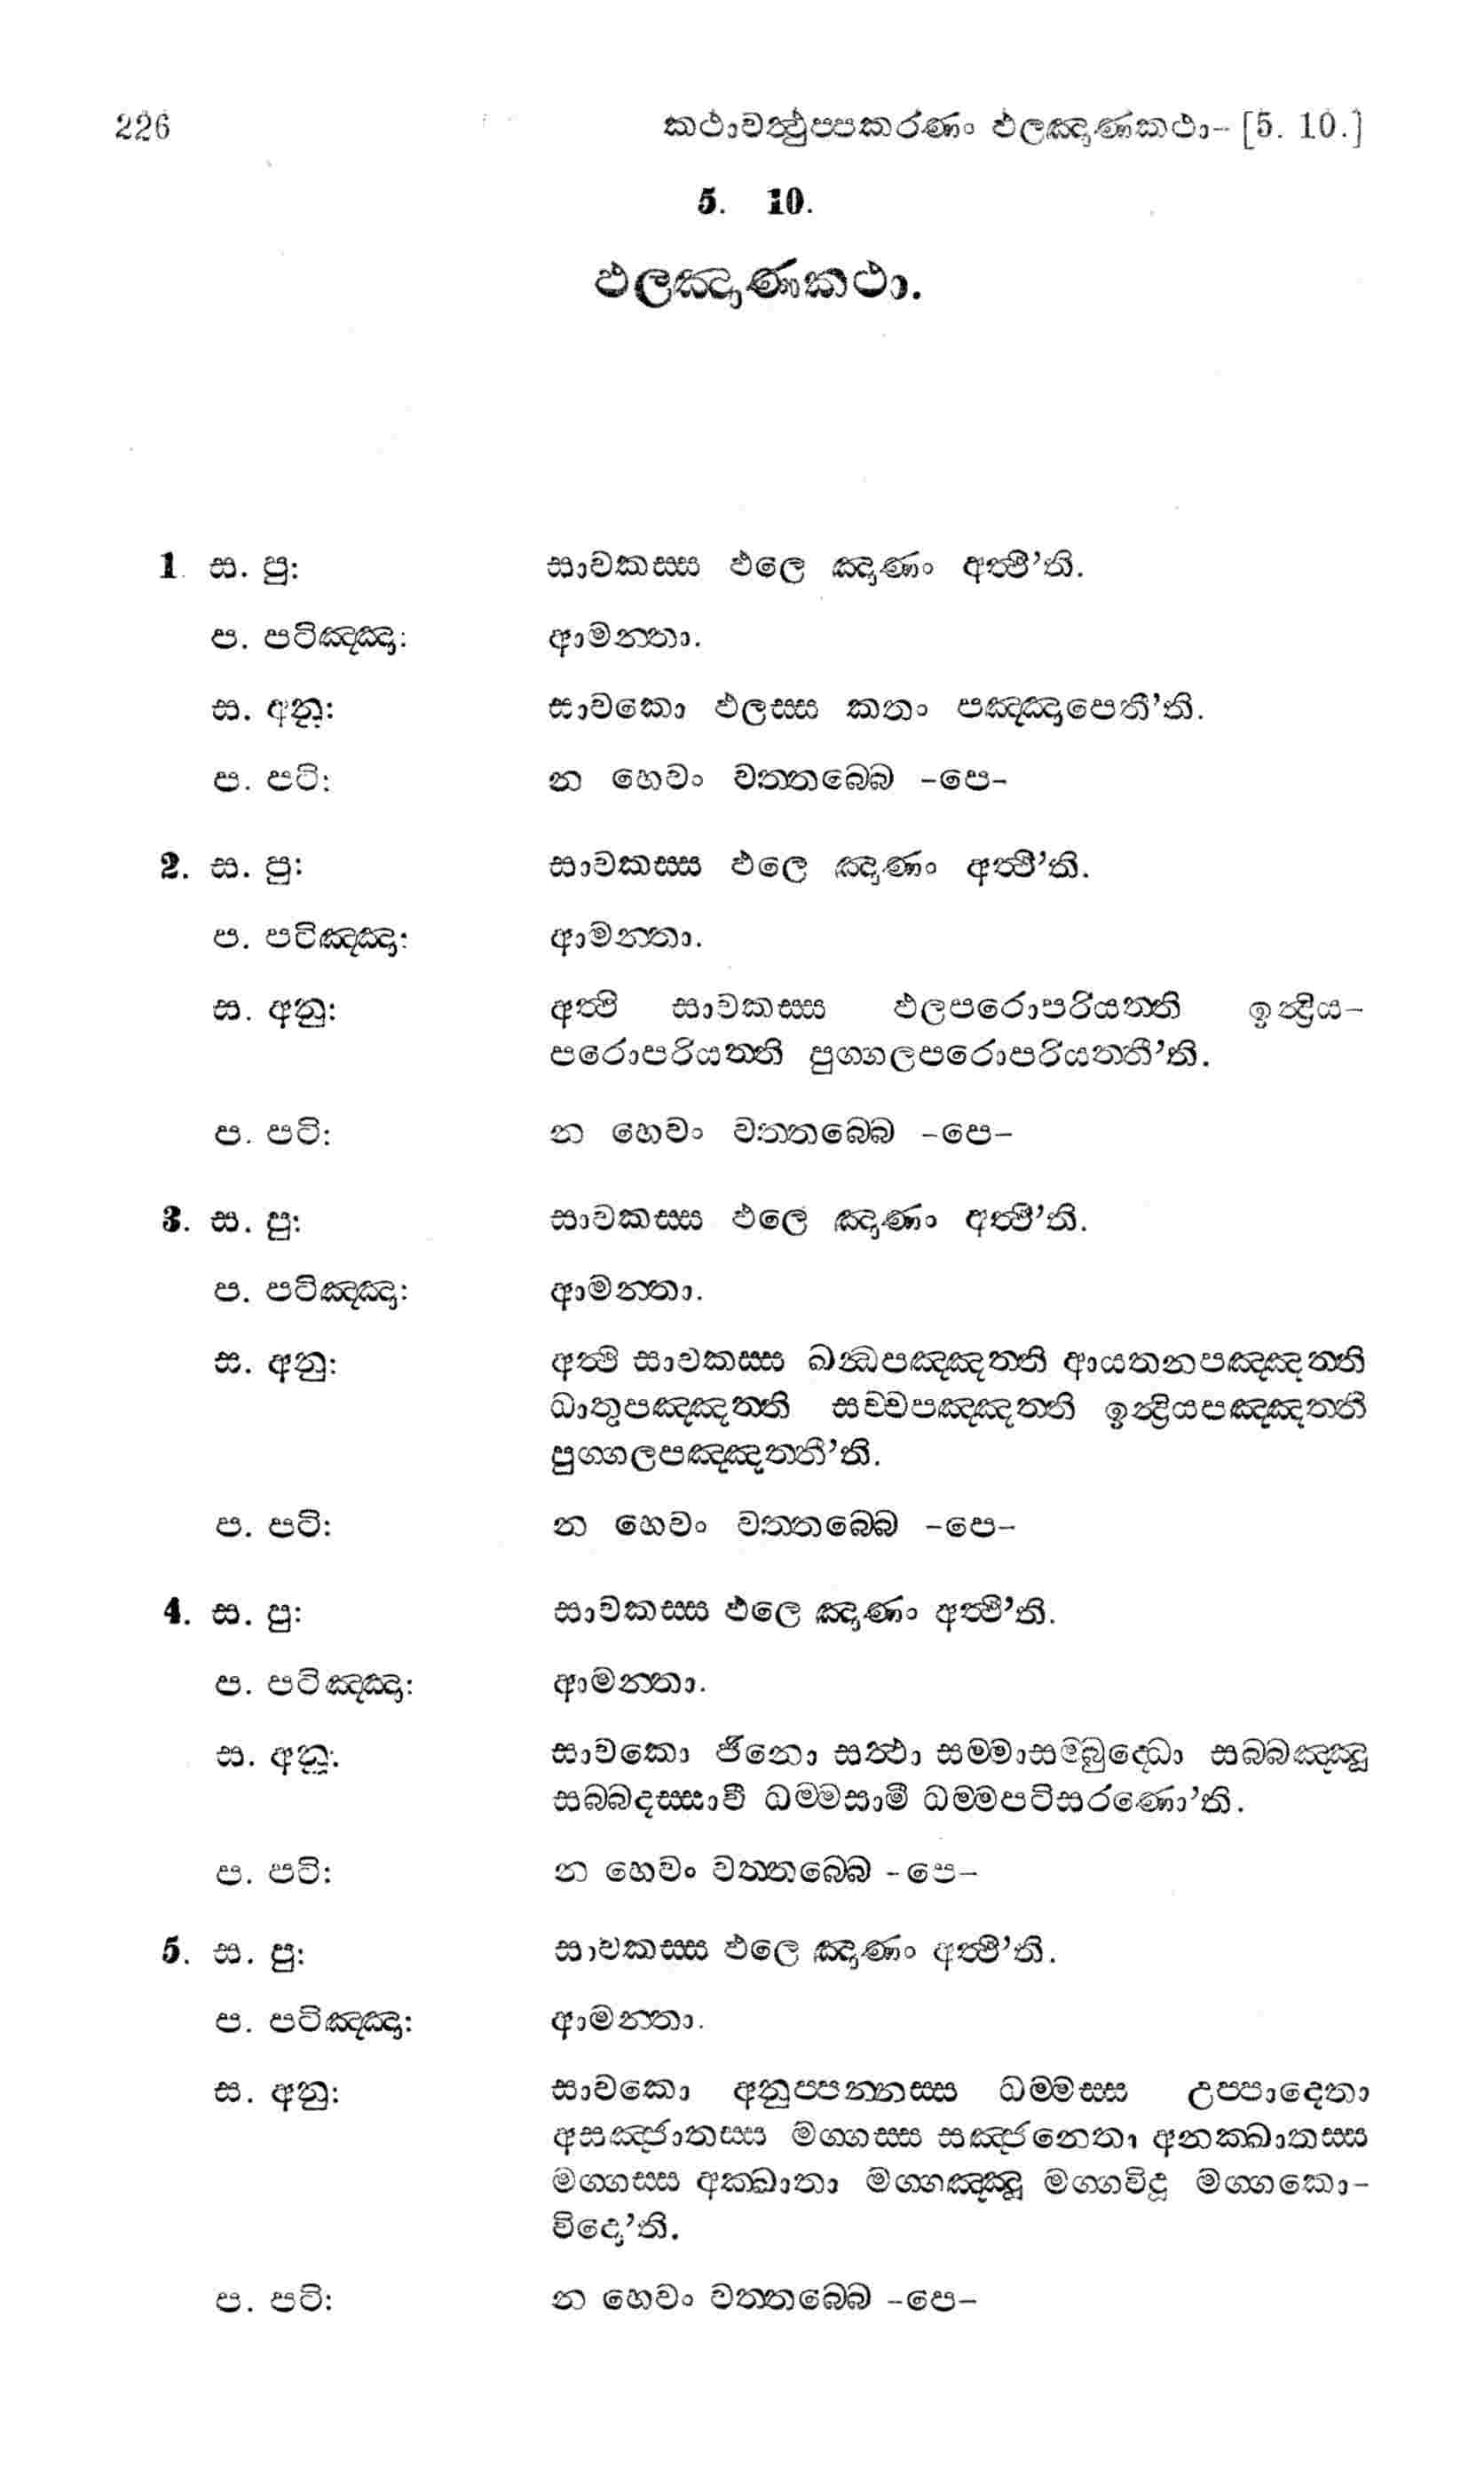 226 කථාවත්‍ථුප්පකරණං ඵලඤාණකථා- [5. 10.]
5. 10.
ඵලඤාණකථා.
1. ස. පු: සාවකස්ස ඵලෙ ඤාණං අත්‍ථී’ති.
ප. පටිඤ්ඤා: ආමන්තා.
ස. අනු: සාවකො ඵලස්ස කතං පඤ්ඤාපෙතී’ති.
ප. පටි: න හෙවං වත්තබ්බෙ -පෙ-
2. ස. පු: සාවකස්ස ඵලෙ ඤාණං අත්‍ථී’ති.
ප. පටිඤ්ඤා: ආමන්තා.
ස. අනු: අත්‍ථි සාවකස්ස ඵලපරොපරියත්ති ඉන්‍ද්‍රිය-
පරොපරියත්ති පුග්ගලපරොපරියත්තී’ති.
ප. පටි: න හෙවං වත්තබ්බෙ -පෙ-
3. ස. පු: සාවකස්ස ඵලෙ ඤාණං අත්‍ථී’ති.
ප. පටිඤ්ඤා: ආමන්තා.
ස. අනු: අත්‍ථි සාවකස්ස ඛන්‍ධපඤ්ඤත්ති ආයතනපඤ්ඤත්ති
ධාතුපඤ්ඤත්ති සච්චපඤ්ඤත්ති ඉන්‍ද්‍රියපඤ්ඤත්ති
පුග්ගලපඤ්ඤත්තී’ති.
ප. පටි: න හෙවං වත්තබ්බෙ -පෙ-
4. ස. පු: සාවකස්ස ඵලෙ ඤාණං අත්‍ථී’ති.
ප. පටිඤ්ඤා: ආමන්තා.
ස. අනු: සාවකො ජිනො සත්‍ථා සම්මාසම්බුද්ධො සබ්බඤ්ඤූ
සබ්බදස්සාවී ධම්මසාමී ධම්මපටිසරණො’ති.
ප. පටි: න හෙවං වත්තබ්බෙ -පෙ-
5. ස. පු: සාවකස්ස ඵලෙ ඤාණං අත්‍ථී’ති.
ප. පටිඤ්ඤා: ආමන්තා.
ස. අනු: සාවකො අනුප්පන්නස්ස ධම්මස්ස උප්පාදෙතා
අසඤ්ජාතස්ස මග්ගස්ස සඤ්ජනෙතා අනක්ඛාතස්ස
මග්ගස්ස අක්ඛාතා මග්ගඤ්ඤූ මග්ගවිදූ මග්ගකො-
විදො’ති.
ප. පටි: න හෙවං වත්තබ්බෙ -පෙ-